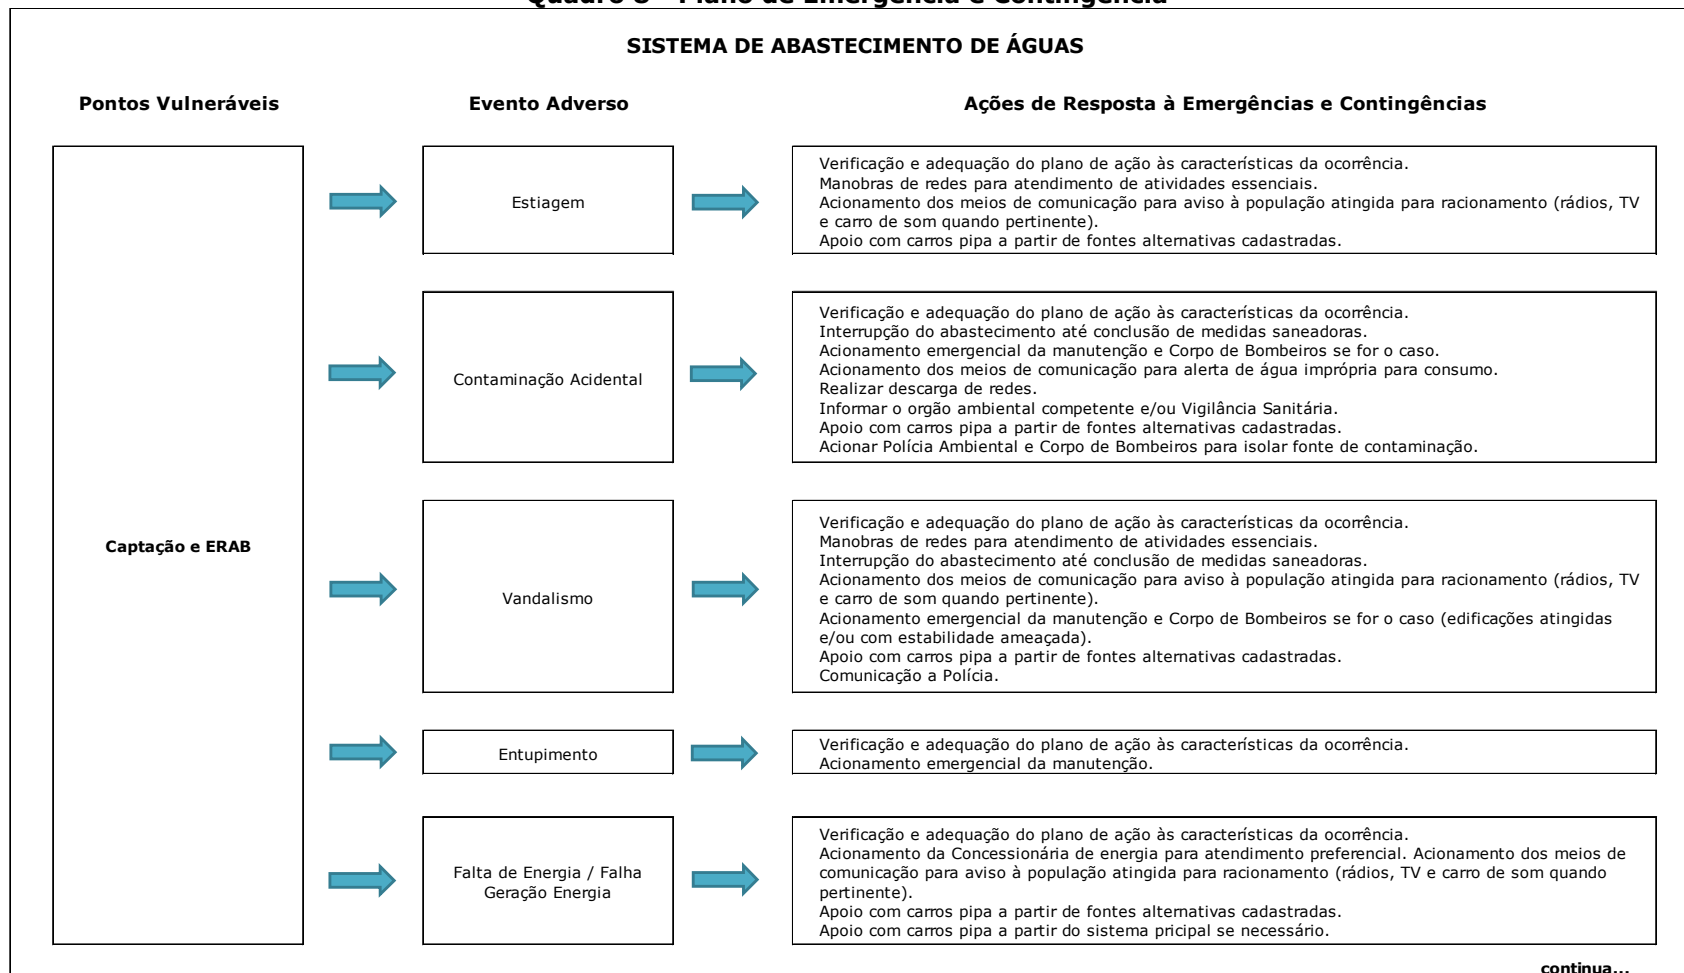 Plano de Emergência e Contingência
SISTEMA DE ABASTECIMENTO DE ÁGUAS
Pontos Vulneráveis
Evento Adverso
Ações de Resposta à Emergências e Contingências
Captação e ERAB
Estiagem
Verificação e adequação do plano de ação às características da ocorrência.
Manobras de redes para atendimento de atividades essenciais.
Acionamento dos meios de comunicação para aviso à população atingida para racionamento (rádios, TV
e carro de som quando pertinente).
Apoio com carros pipa a partir de fontes alternativas cadastradas.
Contaminação Acidental
Verificação e adequação do plano de ação às características da ocorrência.
Interrupção do abastecimento até conclusão de medidas saneadoras.
Acionamento emergencial da manutenção e Corpo de Bombeiros se for o caso.
Acionamento dos meios de comunicação para alerta de água imprópria para consumo.
Realizar descarga de redes.
Informar o orgão ambiental competente e/ou Vigilância Sanitária.
Apoio com carros pipa a partir de fontes alternativas cadastradas.
Acionar Polícia Ambiental e Corpo de Bombeiros para isolar fonte de contaminação.
Vandalismo
Verificação e adequação do plano de ação às características da ocorrência.
Manobras de redes para atendimento de atividades essenciais.
Interrupção do abastecimento até conclusão de medidas saneadoras.
Acionamento dos meios de comunicação para aviso à população atingida para racionamento (rádios, TV
e carro de som quando pertinente).
Acionamento emergencial da manutenção e Corpo de Bombeiros se for o caso (edificações atingidas
e/ou com estabilidade ameaçada).
Apoio com carros pipa a partir de fontes alternativas cadastradas.
Comunicação a Polícia.
Entupimento
Verificação e adequação do plano de ação às características da ocorrência.
Acionamento emergencial da manutenção.
Falta de Energia / Falha
Geração Energia
Verificação e adequação do plano de ação às características da ocorrência.
Acionamento da Concessionária de energia para atendimento preferencial. Acionamento dos meios de
comunicação para aviso à população atingida para racionamento (rádios, TV e carro de som quando
pertinente).
Apoio com carros pipa a partir de fontes alternativas cadastradas.
Apoio com carros pipa a partir do sistema pricipal se necessário.
continua...